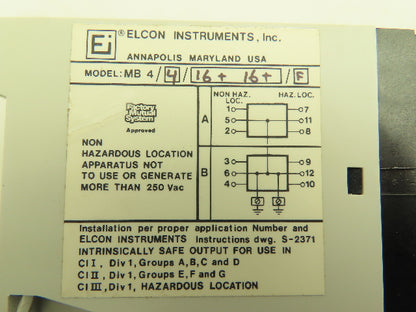 Ei ® ELCON INSTRUMENTS, Inc.
ANNAPOLIS MARYLAND USA
MODEL: MB 4/ 4 / 16+ 16+ / F
Factory Mutual System
Approved
NON
HAZARDOUS LOCATION
APPARATUS NOT
TO USE OR GENERATE
MORE THAN 250 Vac
NON HAZ. LOC.
HAZ. LOC.
A
1 7
5 11
2 8
B
3 9
6 12
4 10
Installation per proper application Number and
ELCON INSTRUMENTS Instructions dwg. S-2371
INTRINSICALLY SAFE OUTPUT FOR USE IN
Cl I, Div 1, Groups A, B, C and D
Cl II, Div 1, Groups E, F and G
Cl III, Div 1, HAZARDOUS LOCATION